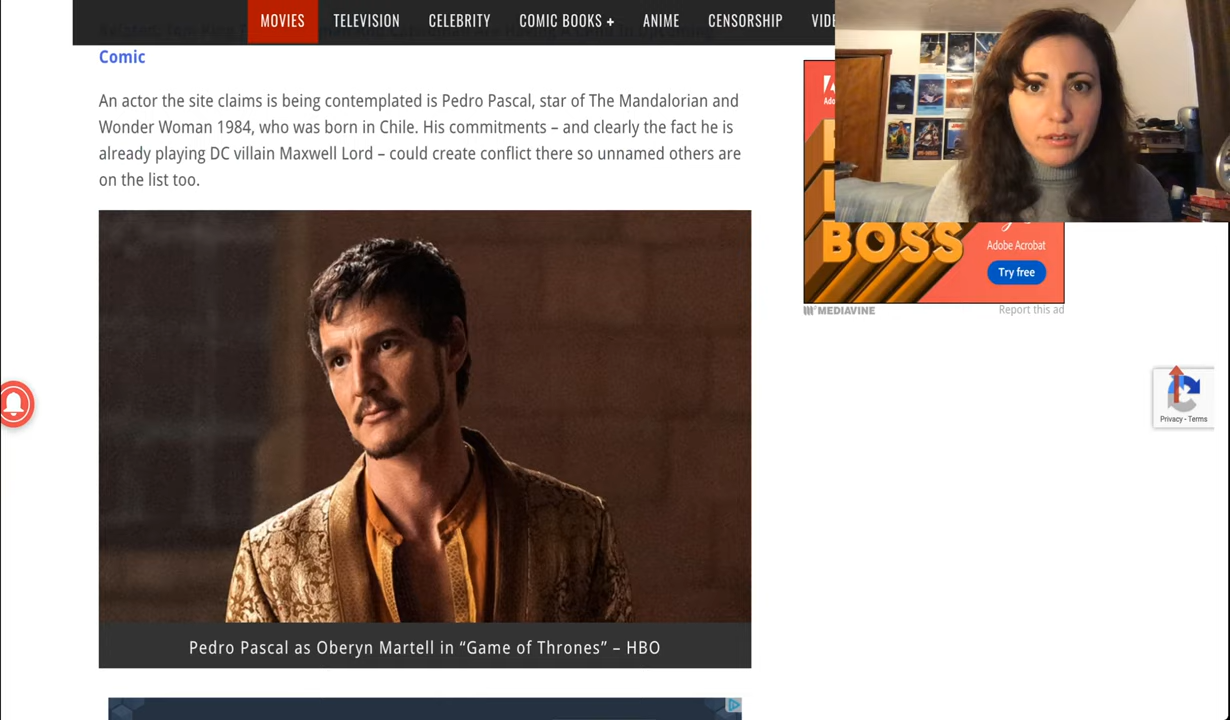 MOVIES TELEVISION CELEBRITY COMIC BOOKS + ANIME CENSORSHIP
Comic
An actor the site claims is being contemplated is Pedro Pascal, star of The Mandalorian and
Wonder Woman 1984, who was born in Chile. His commitments – and clearly the fact he is
already playing DC villain Maxwell Lord – could create conflict there so unnamed others are
on the list too.
Pedro Pascal as Oberyn Martell in “Game of Thrones” – HBO
BOSS
Adobe Acrobat
Try free
MEDIAVINE
Report this ad
Privacy - Terms